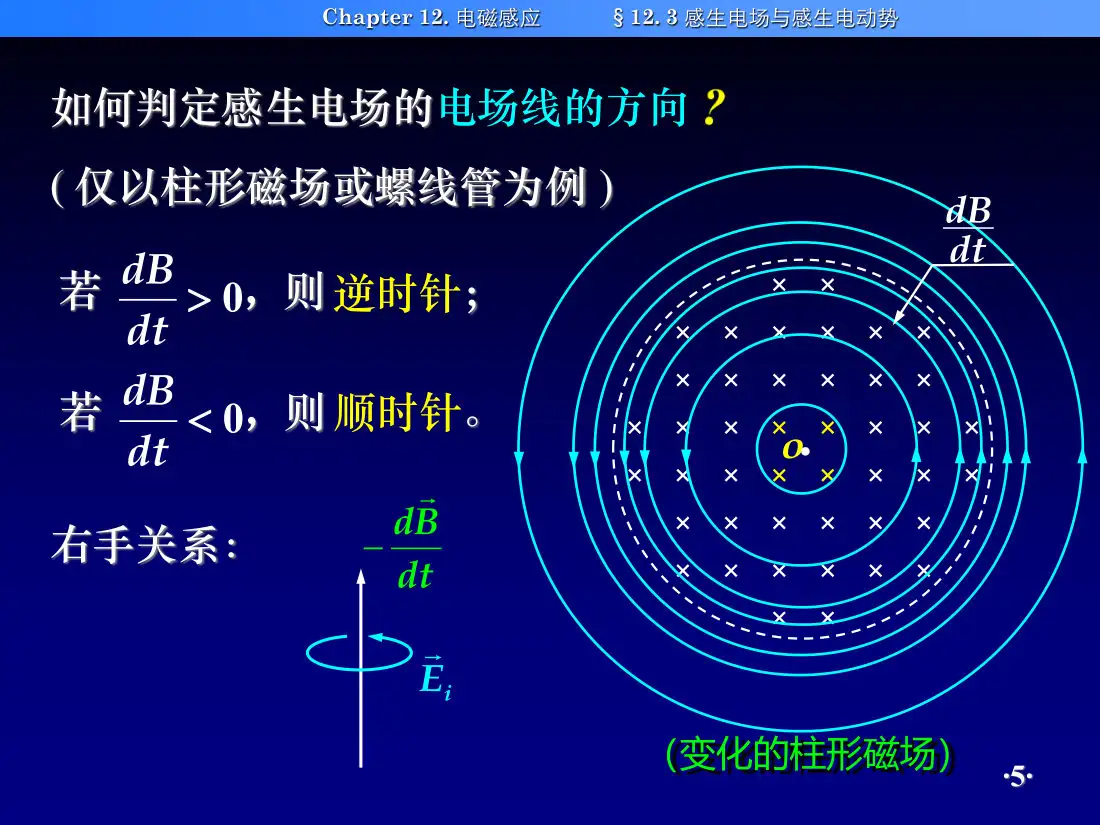 Chapter 12. 电磁感应 §12.3 感生电场与感生电动势
如何判定感生电场的电场线的方向？
(仅以柱形磁场或螺线管为例)
若 dB/dt > 0，则 逆时针；
若 dB/dt < 0，则 顺时针。
右手关系：
− d\vec{B}/dt
\vec{E}_i
dB/dt
O
(变化的柱形磁场)
·5·